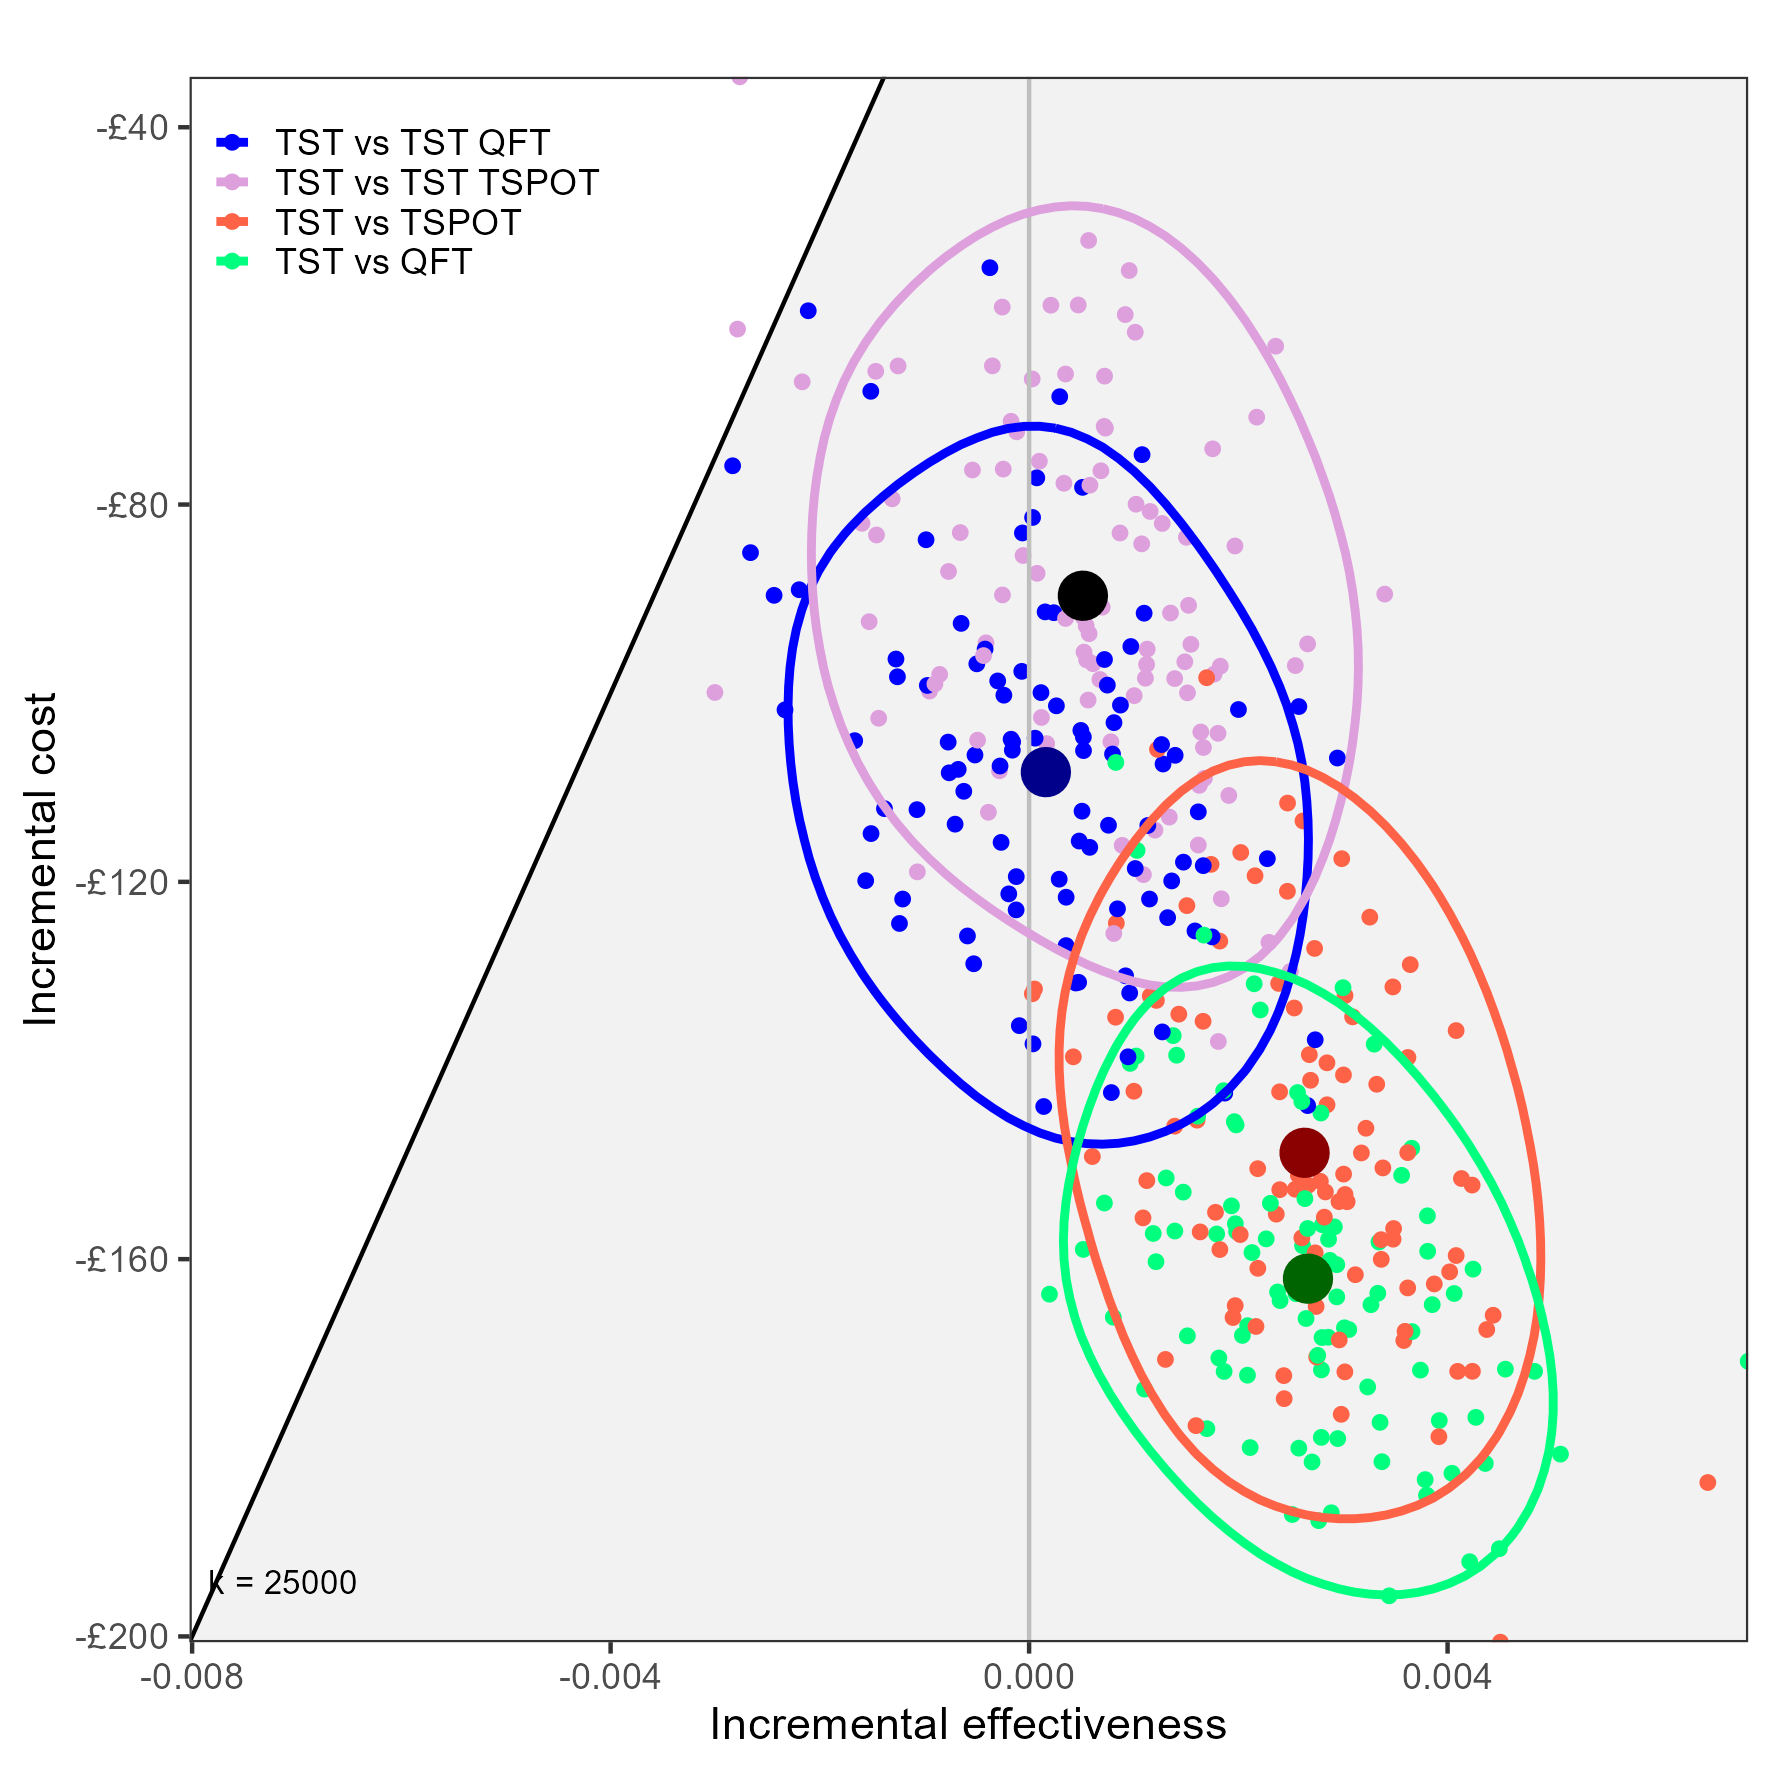 -£40
TST vs TST QFT
TST vs TST TSPOT
TST vs TSPOT
TST vs QFT
-£80
Incremental cost
-£120
-£160
k = 25000
-£200
-0.008
-0.004
0.000
0.004
Incremental effectiveness